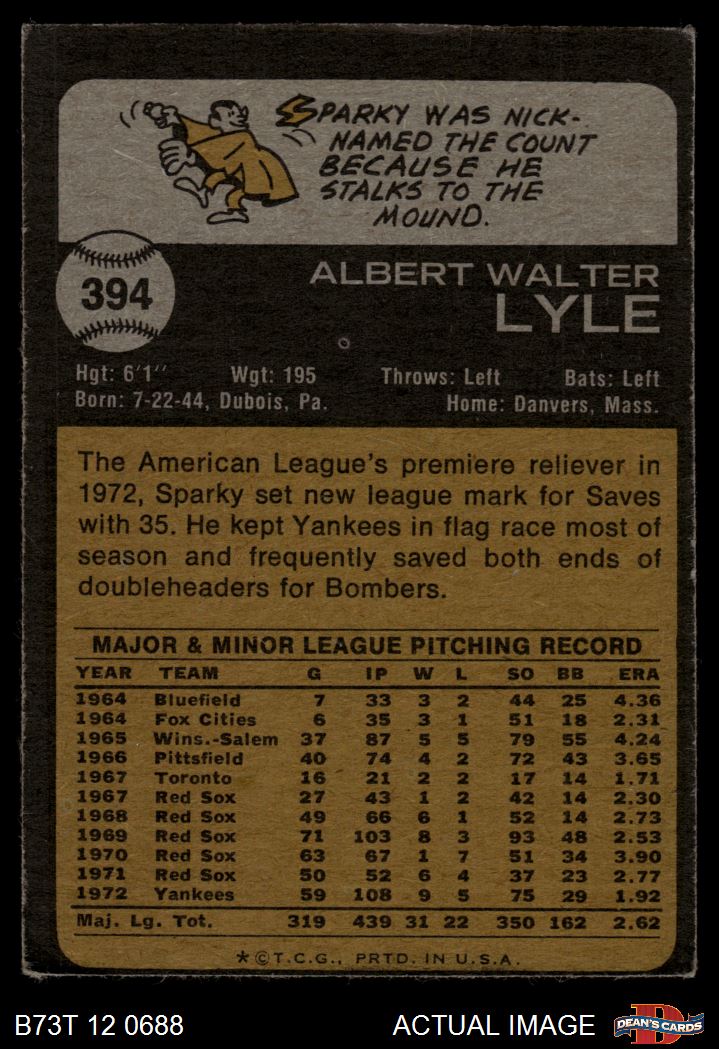 SPARKY WAS NICK-
NAMED THE COUNT
BECAUSE HE
STALKS TO THE
MOUND.
394
ALBERT WALTER
LYLE
Hgt: 6'1" Wgt: 195 Throws: Left Bats: Left
Born: 7-22-44, Dubois, Pa. Home: Danvers, Mass.
The American League's premiere reliever in
1972, Sparky set new league mark for Saves
with 35. He kept Yankees in flag race most of
season and frequently saved both ends of
doubleheaders for Bombers.
MAJOR & MINOR LEAGUE PITCHING RECORD
YEAR TEAM G IP W L SO BB ERA
1964 Bluefield 7 33 3 2 44 25 4.36
1964 Fox Cities 6 35 3 1 51 18 2.31
1965 Wins.-Salem 37 87 5 5 79 55 4.24
1966 Pittsfield 40 74 4 2 72 43 3.65
1967 Toronto 16 21 2 2 17 14 1.71
1967 Red Sox 27 43 1 2 42 14 2.30
1968 Red Sox 49 66 6 1 52 14 2.73
1969 Red Sox 71 103 8 3 93 48 2.53
1970 Red Sox 63 67 1 7 51 34 3.90
1971 Red Sox 50 52 6 4 37 23 2.77
1972 Yankees 59 108 9 5 75 29 1.92
Maj. Lg. Tot. 319 439 31 22 350 162 2.62
*©T.C.G., PRTD. IN U.S.A.
B73T 12 0688 ACTUAL IMAGE DEAN'S CARDS